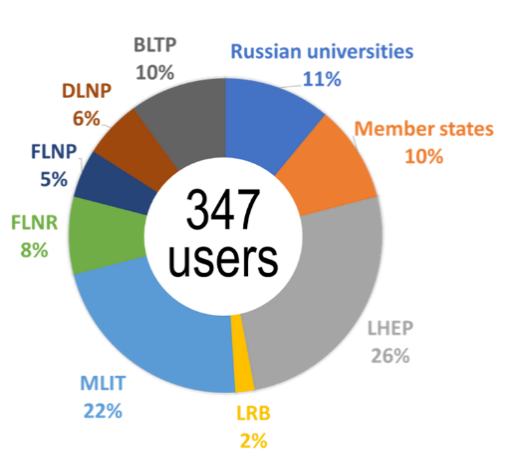 BLTP
10%
Russian universities
11%
DLNP
6%
Member states
10%
FLNP
5%
347
users
FLNR
8%
LHEP
26%
MLIT
22%
LRB
2%